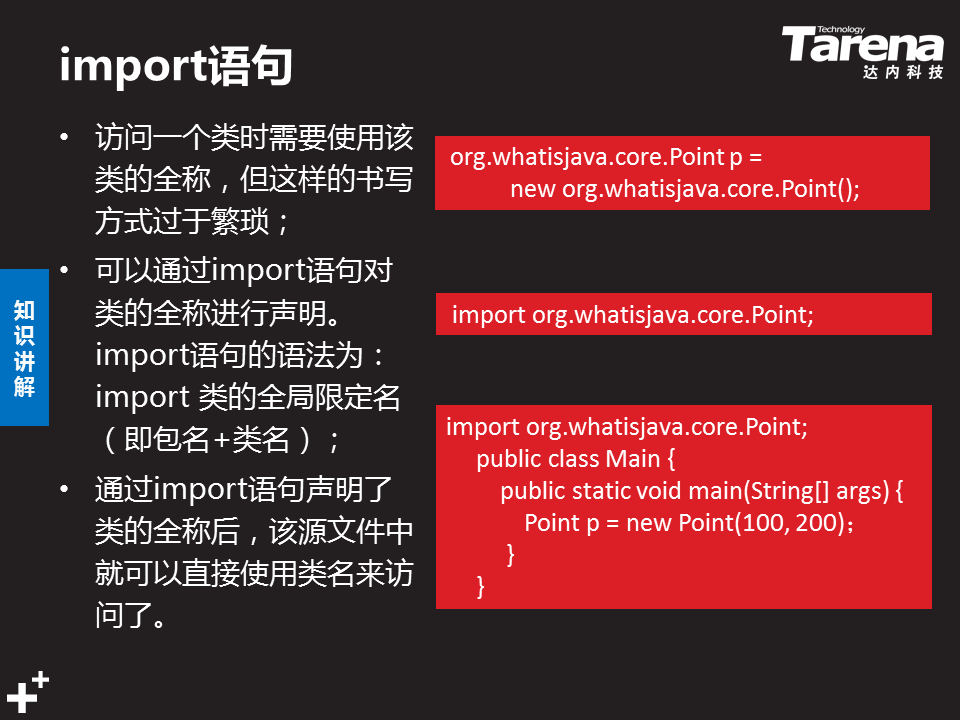 import语句
Technology
Tarena
达内科技
• 访问一个类时需要使用该
类的全称，但这样的书写
方式过于繁琐；
• 可以通过import语句对
类的全称进行声明。
import语句的语法为：
import 类的全局限定名
（即包名+类名）；
• 通过import语句声明了
类的全称后，该源文件中
就可以直接使用类名来访
问了。
org.whatisjava.core.Point p =
new org.whatisjava.core.Point();
import org.whatisjava.core.Point;
import org.whatisjava.core.Point;
public class Main {
public static void main(String[] args) {
Point p = new Point(100, 200)；
}
}
知
识
讲
解